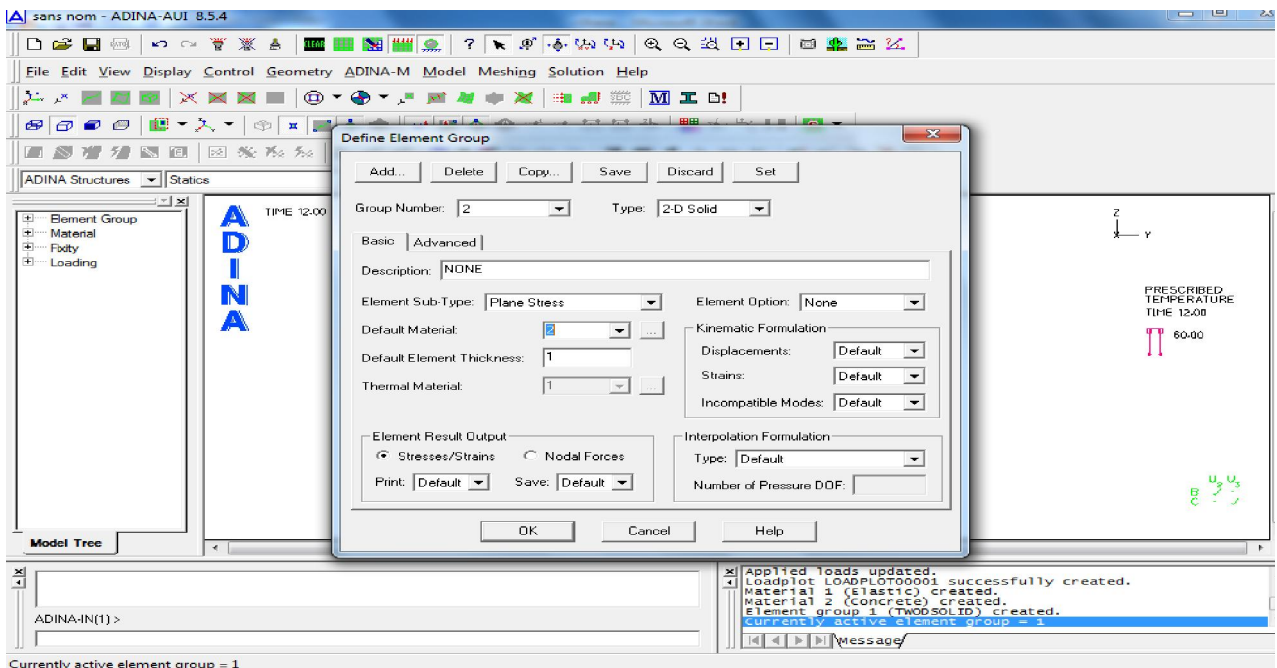 sans nom - ADINA-AUI 8.5.4
CLEAR
File Edit View Display Control Geometry ADINA-M Model Meshing Solution Help
M I D!
ADINA Structures Statics
Element Group
Material
Fixity
Loading
Model Tree
ADINA
TIME 12.00
Define Element Group
Add... Delete Copy... Save Discard Set
Group Number: 2 Type: 2-D Solid
Basic Advanced
Description: NONE
Element Sub-Type: Plane Stress Element Option: None
Default Material: 2 ...
Default Element Thickness: 1
Thermal Material: 1 ...
Kinematic Formulation
Displacements: Default
Strains: Default
Incompatible Modes: Default
Element Result Output
Stresses/Strains Nodal Forces
Print: Default Save: Default
Interpolation Formulation
Type: Default
Number of Pressure DOF:
OK Cancel Help
Z
X Y
PRESCRIBED
TEMPERATURE
TIME 12.00
60.00
U2 U3
B
C
ADINA-IN(1) >
Applied loads updated.
Loadplot LOADPLOT00001 successfully created.
Material 1 (Elastic) created.
Material 2 (Concrete) created.
Element group 1 (TWODSOLID) created.
Currently active element group = 1
Message
Currently active element group = 1